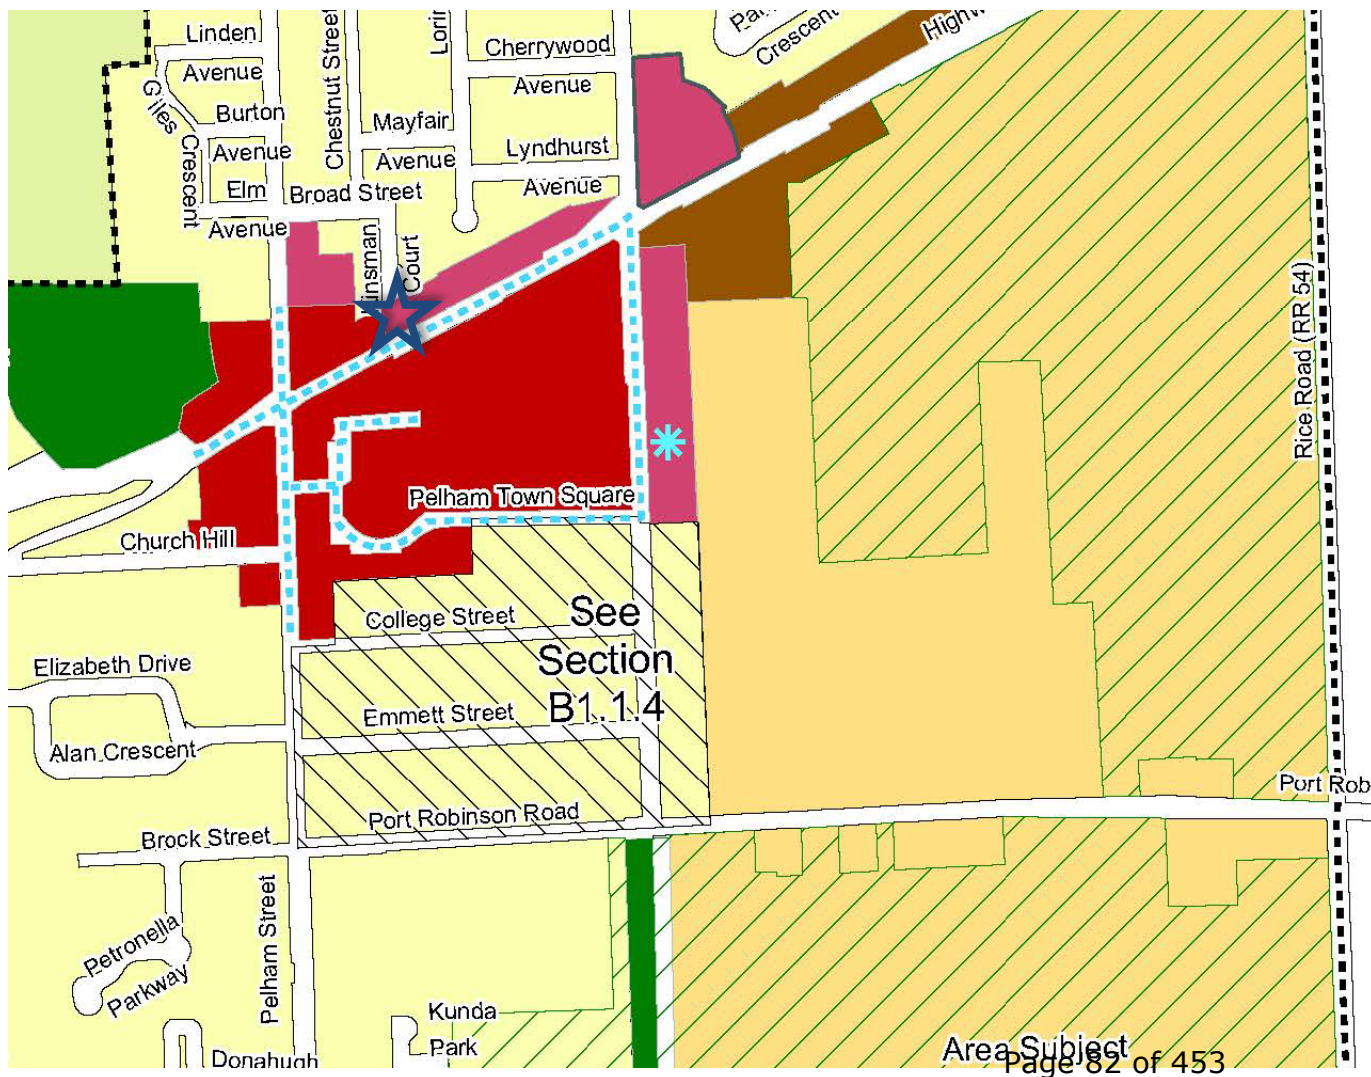 Linden
Avenue
Giles
Crescent
Burton
Avenue
Elm
Avenue
Chestnut Street
Mayfair
Avenue
Broad Street
Court
Cherrywood
Avenue
Lyndhurst
Avenue
Crescent
Rice Road (RR 54)
Pelham Town Square
Church Hill
College Street
See
Section
B1.1.4
Elizabeth Drive
Emmett Street
Alan Crescent
Port Robinson Road
Port Rob
Brock Street
Petronella
Parkway
Pelham Street
Kunda
Park
Donahugh
Area Subject
Page 82 of 453